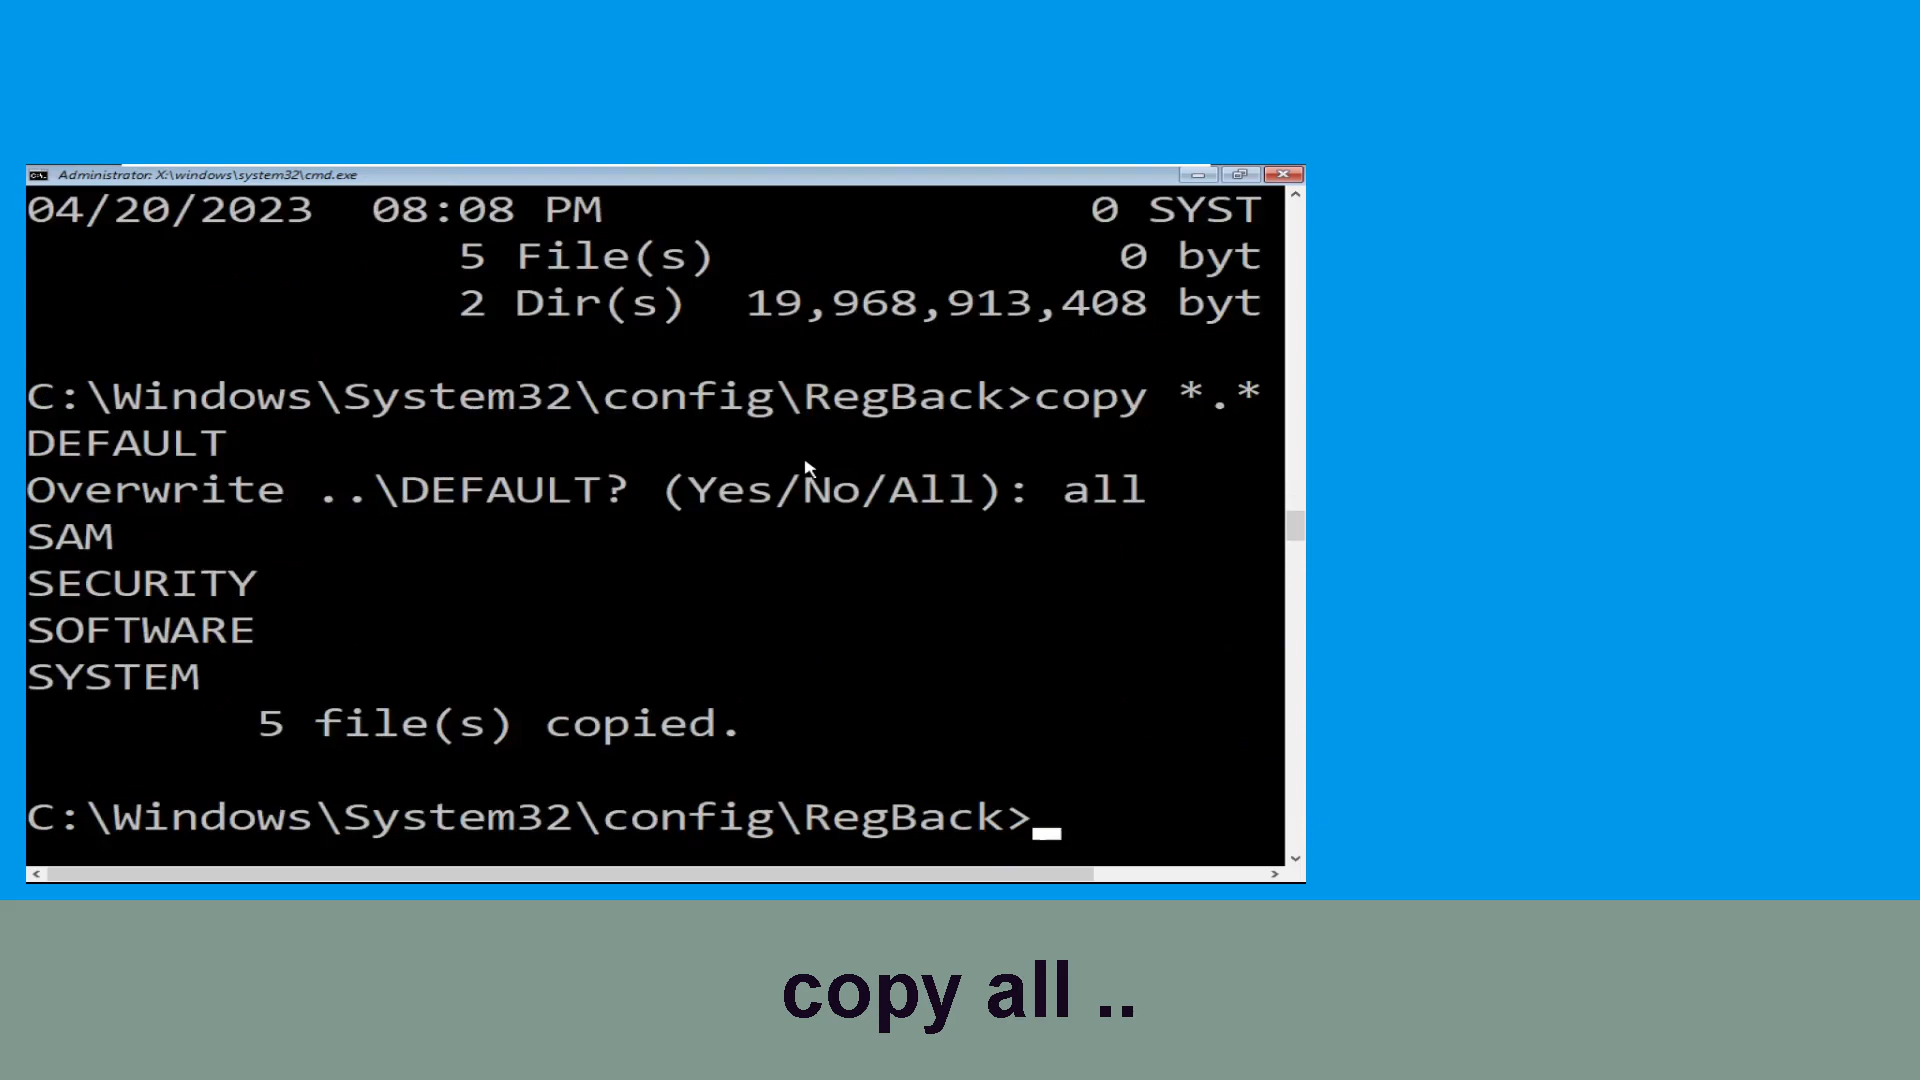 Administrator: X:\windows\system32\cmd.exe
04/20/2023  08:08 PM                 0 SYST
               5 File(s)              0 byt
               2 Dir(s)  19,968,913,408 byt
C:\Windows\System32\config\RegBack>copy *.*
DEFAULT
Overwrite ..\DEFAULT? (Yes/No/All): all
SAM
SECURITY
SOFTWARE
SYSTEM
        5 file(s) copied.
C:\Windows\System32\config\RegBack>
copy all ..